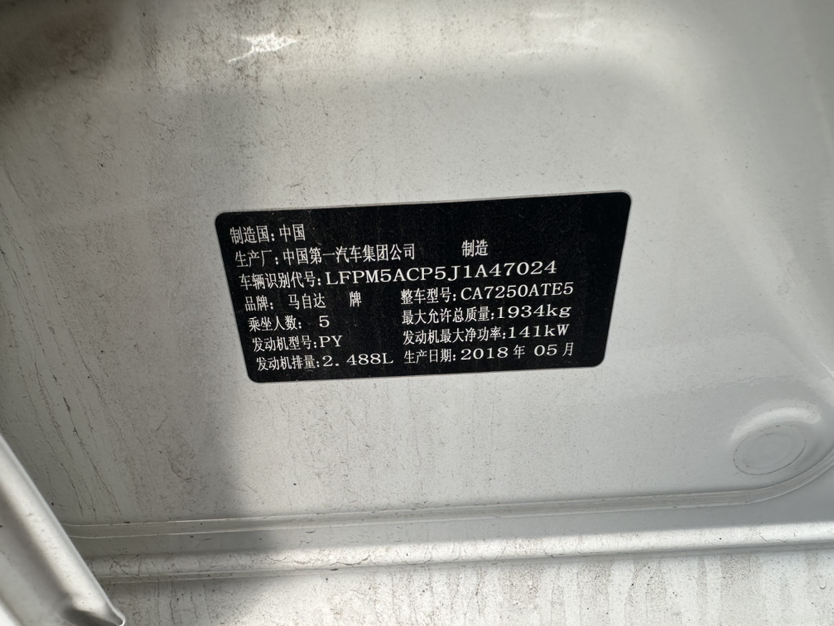 制造国:中国
生产厂:中国第一汽车集团公司 制造
车辆识别代号:LFPM5ACP5J1A47024
品牌: 马自达 牌 整车型号:CA7250ATE5
乘坐人数: 5 最大允许总质量:1934kg
发动机型号:PY 发动机最大净功率:141kW
发动机排量:2.488L 生产日期:2018年 05月